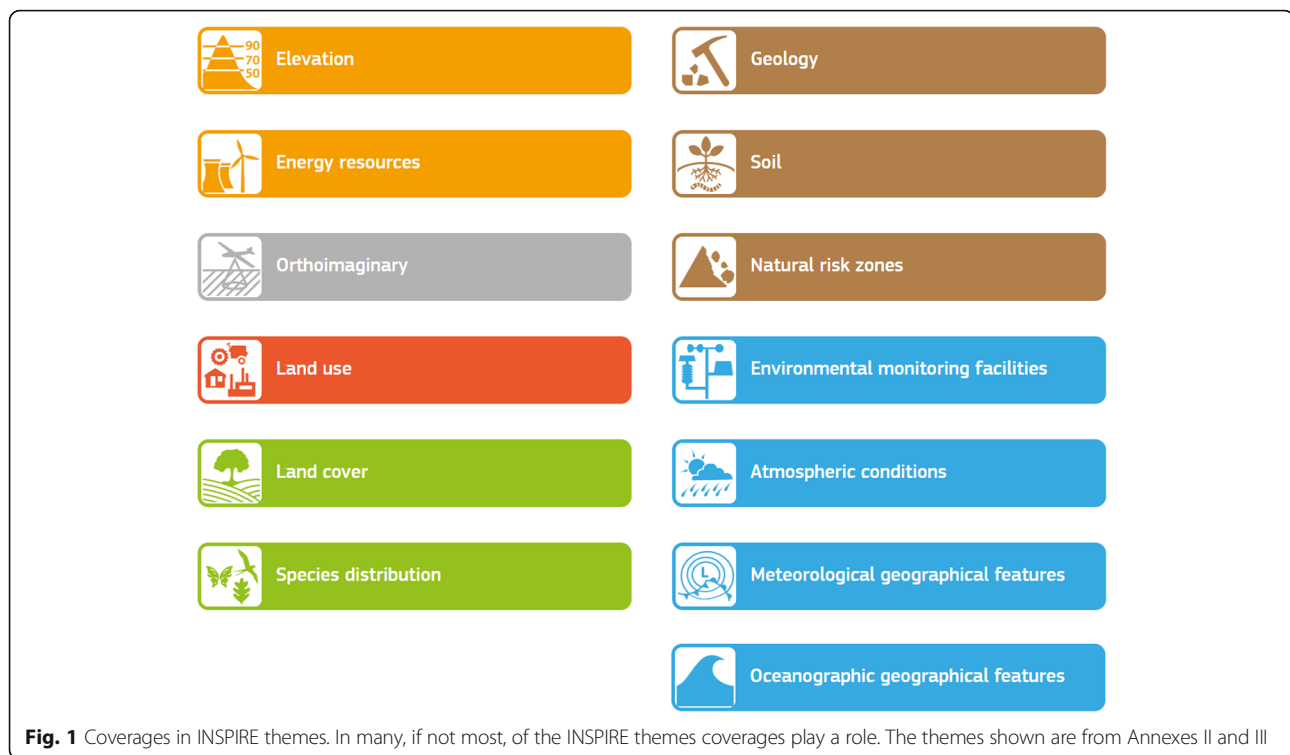 90
70
50
Elevation
Energy resources
Orthoimaginary
Land use
Land cover
Species distribution
Geology
Soil
Natural risk zones
Environmental monitoring facilities
Atmospheric conditions
L
Meteorological geographical features
Oceanographic geographical features
Fig. 1 Coverages in INSPIRE themes. In many, if not most, of the INSPIRE themes coverages play a role. The themes shown are from Annexes II and III